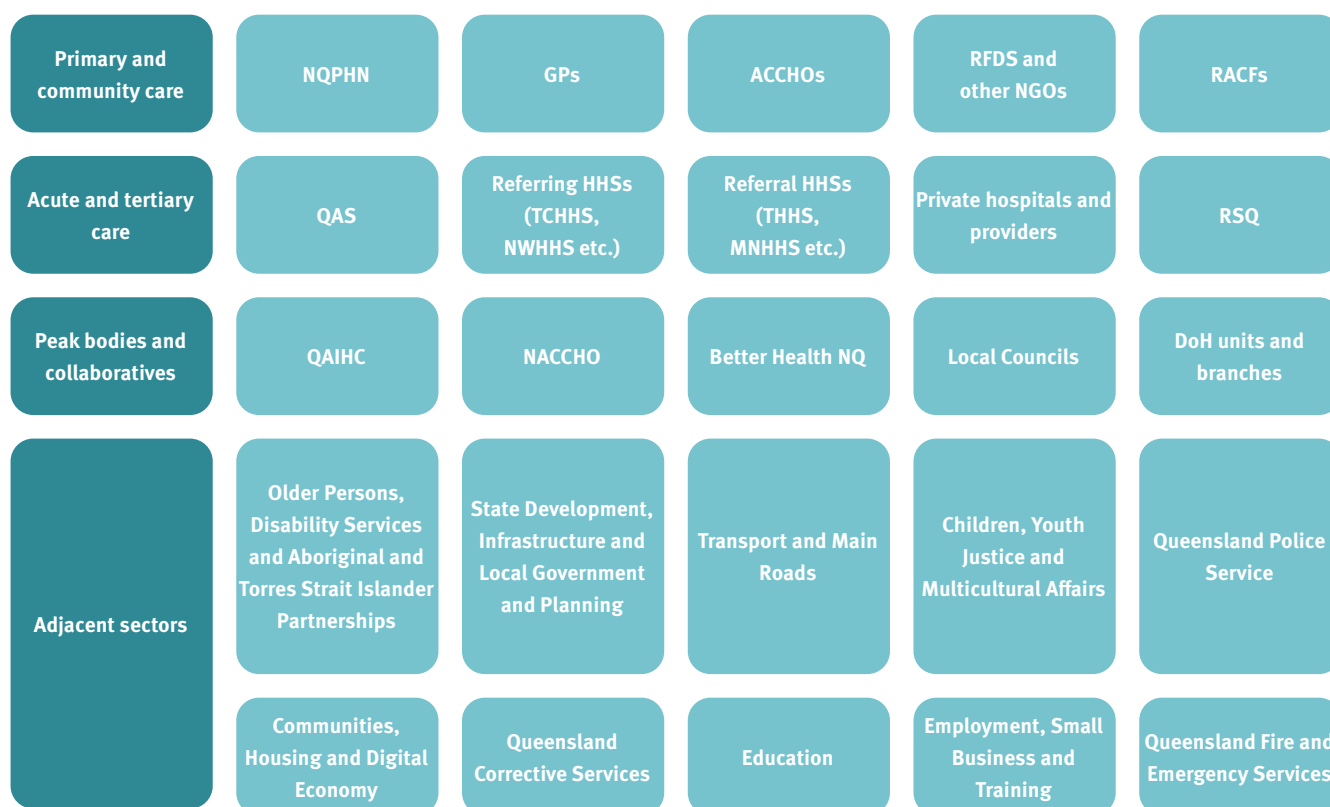 Primary and
community care
NQPHN
GPs
ACCHOs
RFDS and
other NGOs
RACFs
Acute and tertiary
care
QAS
Referring HHSs
(TCHHS,
NWHHS etc.)
Referral HHSs
(THHS,
MNHHS etc.)
Private hospitals and
providers
RSQ
Peak bodies and
collaboratives
QAIHC
NACCHO
Better Health NQ
Local Councils
DoH units and
branches
Adjacent sectors
Older Persons,
Disability Services
and Aboriginal and
Torres Strait Islander
Partnerships
State Development,
Infrastructure and
Local Government
and Planning
Transport and Main
Roads
Children, Youth
Justice and
Multicultural Affairs
Queensland Police
Service
Communities,
Housing and Digital
Economy
Queensland
Corrective Services
Education
Employment, Small
Business and
Training
Queensland Fire and
Emergency Services